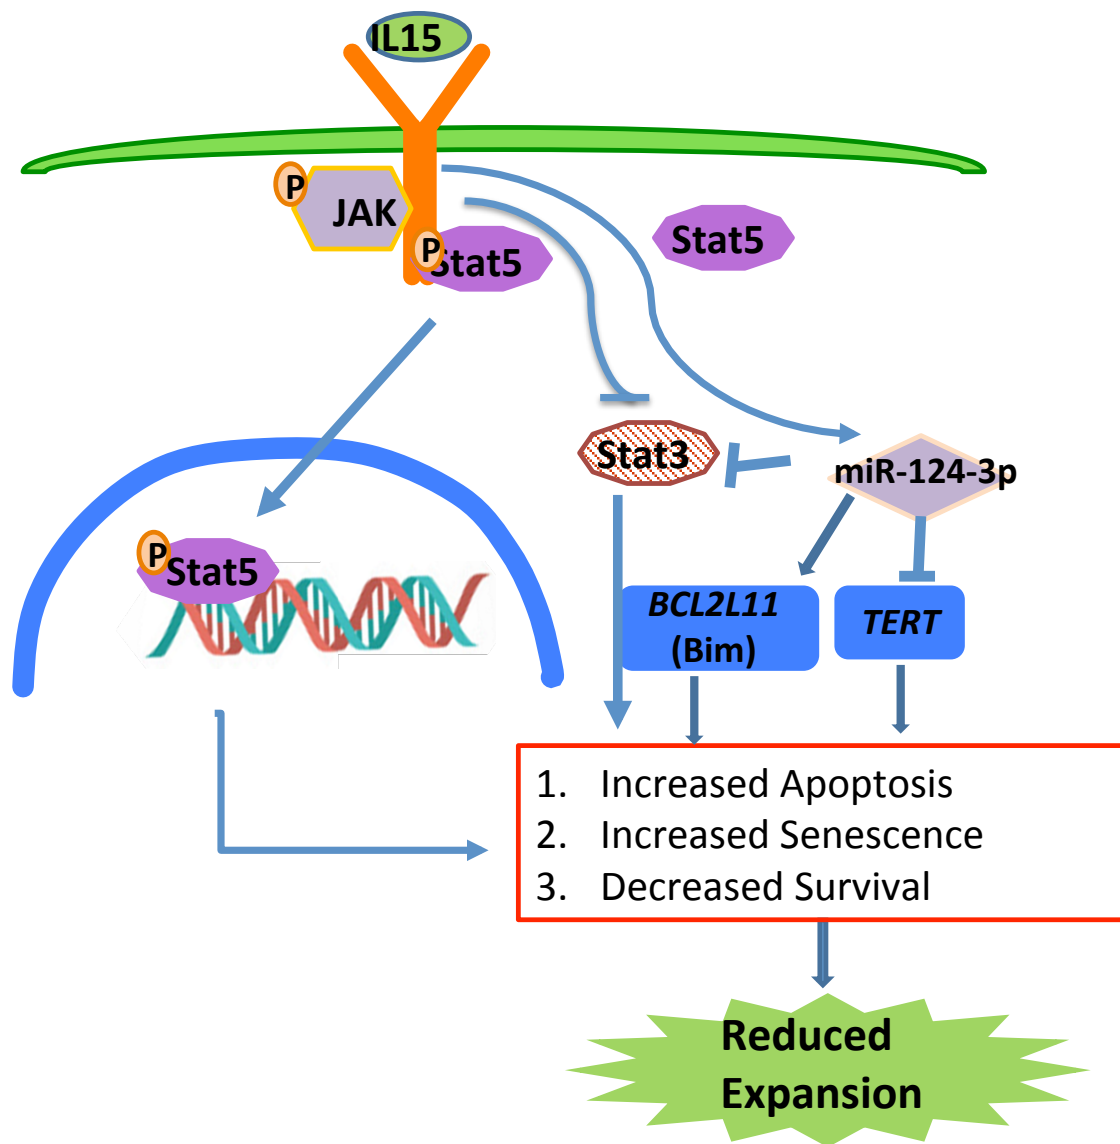 IL15
P
JAK
P
Stat5
Stat5
Stat3
miR-124-3p
P
Stat5
BCL2L11
(Bim)
TERT
1. Increased Apoptosis
2. Increased Senescence
3. Decreased Survival
Reduced
Expansion